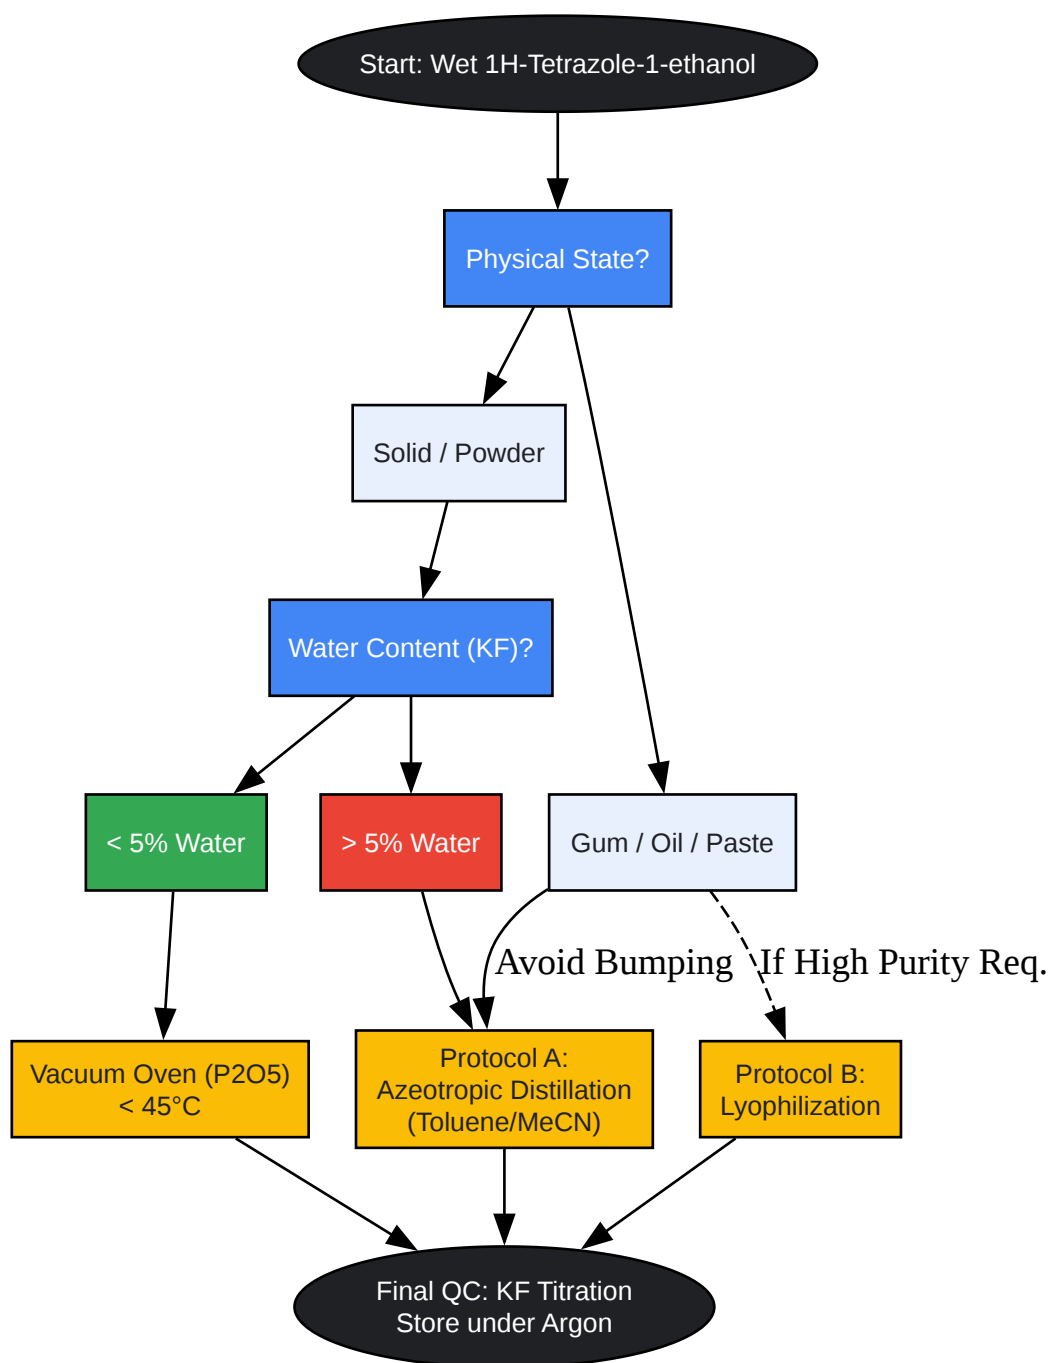 Start: Wet 1H-Tetrazole-1-ethanol
Physical State?
Solid / Powder
Water Content (KF)?
< 5% Water
> 5% Water
Gum / Oil / Paste
Avoid Bumping
If High Purity Req.
Vacuum Oven (P2O5)
< 45°C
Protocol A:
Azeotropic Distillation
(Toluene/MeCN)
Protocol B:
Lyophilization
Final QC: KF Titration
Store under Argon